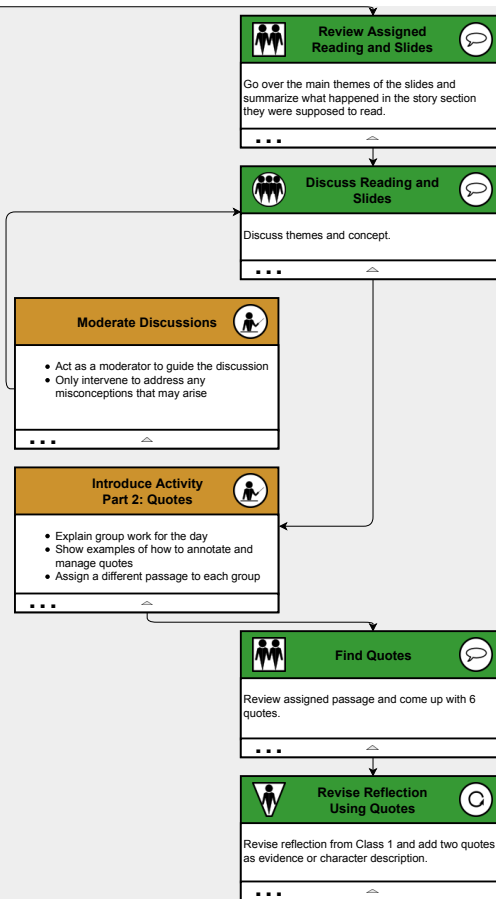 Review Assigned
Reading and Slides
Go over the main themes of the slides and
summarize what happened in the story section
they were supposed to read.
Discuss Reading and
Slides
Discuss themes and concept.
Moderate Discussions
• Act as a moderator to guide the discussion
• Only intervene to address any
misconceptions that may arise
Introduce Activity
Part 2: Quotes
• Explain group work for the day
• Show examples of how to annotate and
manage quotes
• Assign a different passage to each group
Find Quotes
Review assigned passage and come up with 6
quotes.
Revise Reflection
Using Quotes
Revise reflection from Class 1 and add two quotes
as evidence or character description.